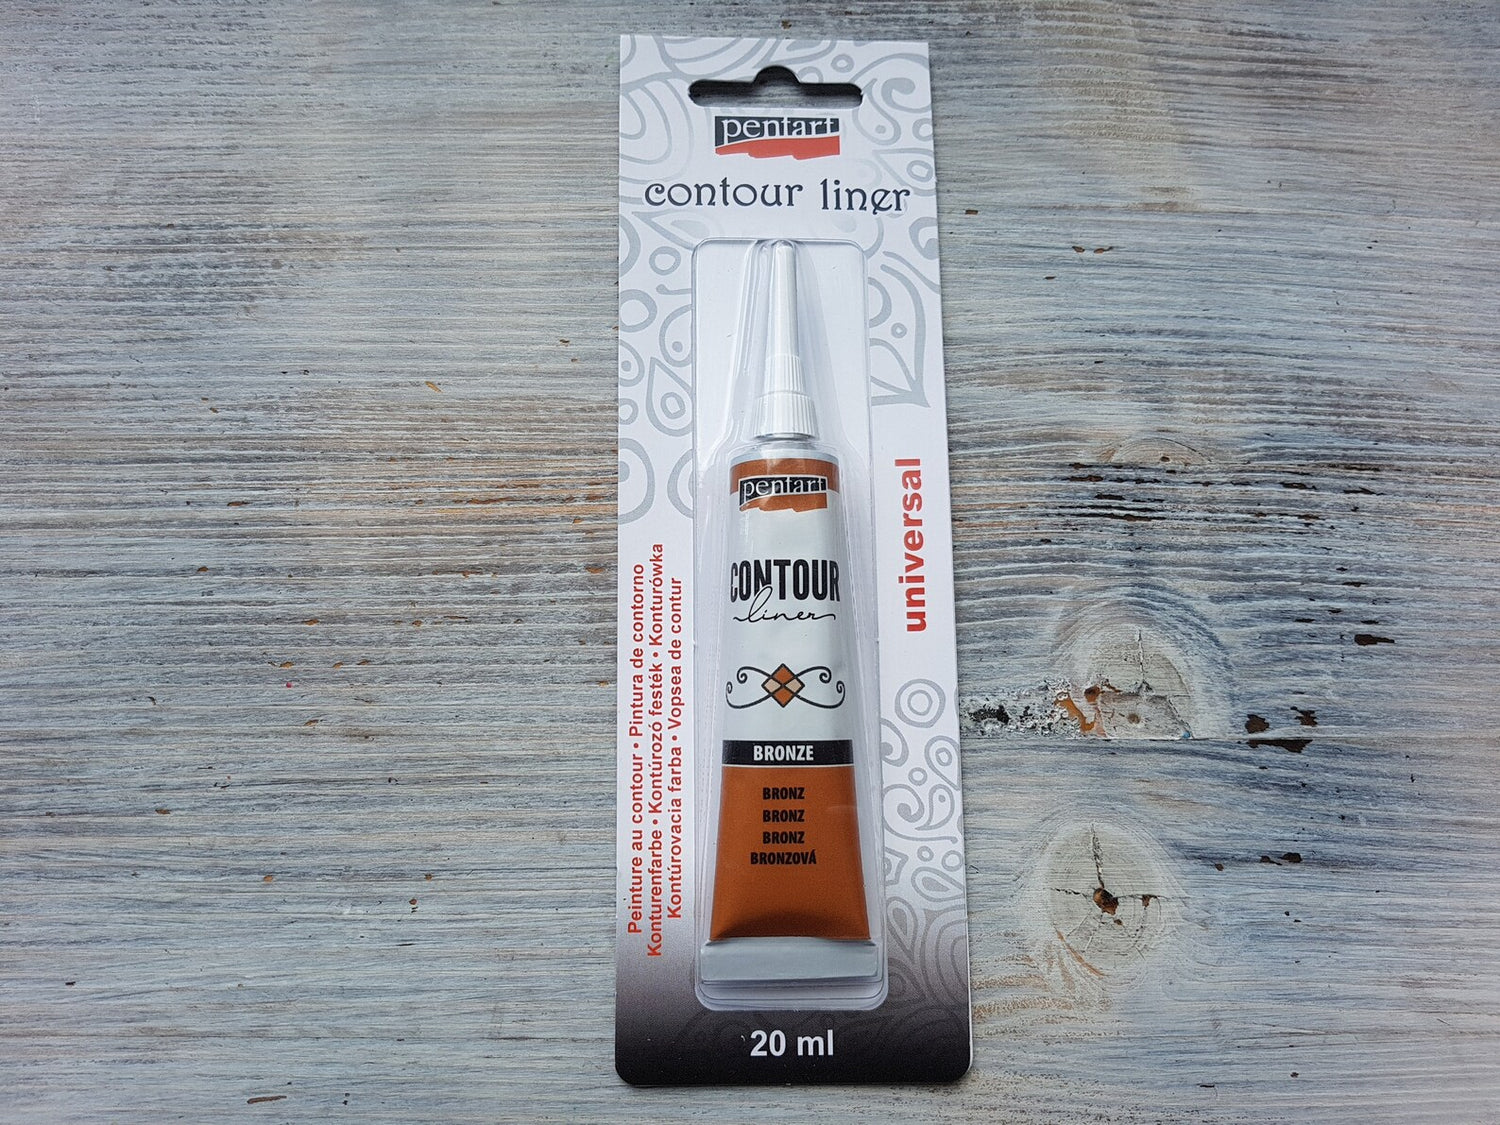 pentart
contour liner
universal
Peinture au contour • Pintura de contorno
Konturenfarbe • Kontúrozó festék • Konturówka
Kontúrovacia farba • Vopsea de contur
pentart
CONTOUR
liner
BRONZE
BRONZ
BRONZ
BRONZ
BRONZOVÁ
20 ml